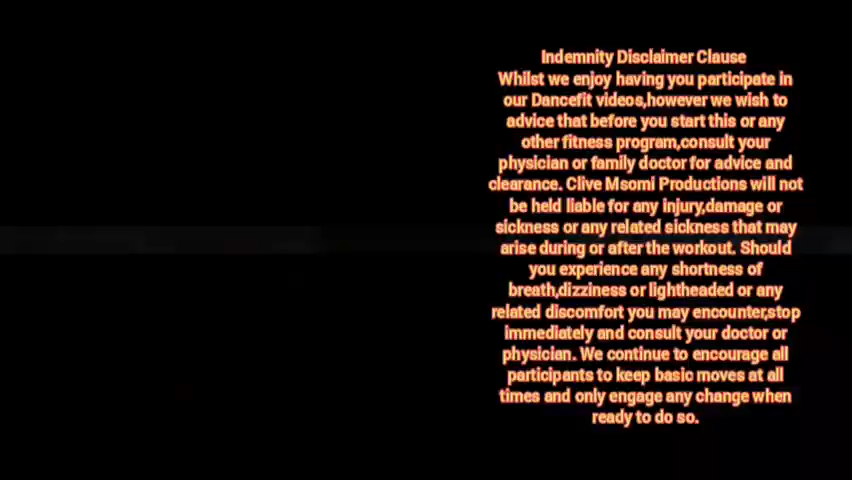 Indemnity Disclaimer Clause
Whilst we enjoy having you participate in
our Dancefit videos,however we wish to
advice that before you start this or any
other fitness program,consult your
physician or family doctor for advice and
clearance. Clive Msomi Productions will not
be held liable for any injury,damage or
sickness or any related sickness that may
arise during or after the workout. Should
you experience any shortness of
breath,dizziness or lightheaded or any
related discomfort you may encounter,stop
immediately and consult your doctor or
physician. We continue to encourage all
participants to keep basic moves at all
times and only engage any change when
ready to do so.